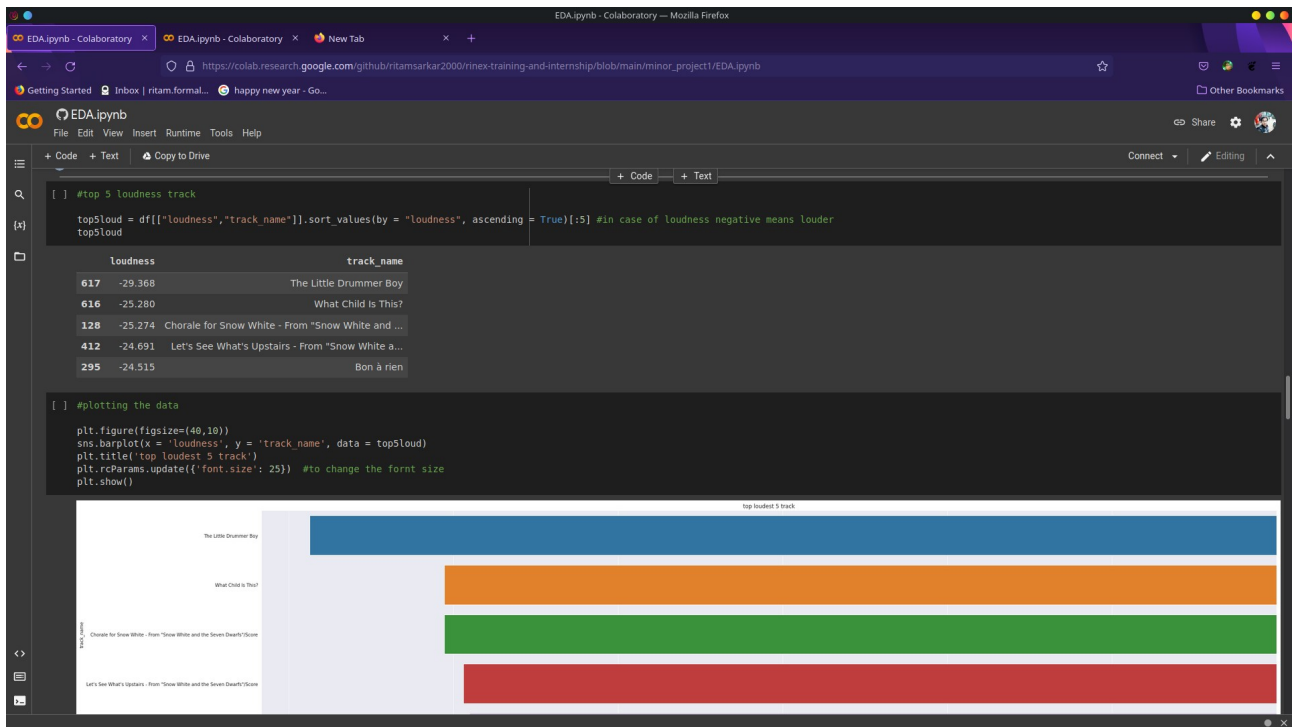 EDA.ipynb - Colaboratory — Mozilla Firefox
EDA.ipynb - Colaboratory × EDA.ipynb - Colaboratory × New Tab × +
https://colab.research.google.com/github/ritamsarkar2000/rinex-training-and-internship/blob/main/minor_project1/EDA.ipynb
Getting Started Inbox | ritam.formal... happy new year - Go... Other Bookmarks
EDA.ipynb
Share
File Edit View Insert Runtime Tools Help
+ Code + Text Copy to Drive Connect Editing
+ Code + Text
[ ] #top 5 loudness track
top5loud = df[["loudness","track_name"]].sort_values(by = "loudness", ascending = True)[:5] #in case of loudness negative means louder
top5loud
loudness track_name
617 -29.368 The Little Drummer Boy
616 -25.280 What Child Is This?
128 -25.274 Chorale for Snow White - From "Snow White and ...
412 -24.691 Let's See What's Upstairs - From "Snow White a...
295 -24.515 Bon à rien
[ ] #plotting the data
plt.figure(figsize=(40,10))
sns.barplot(x = 'loudness', y = 'track_name', data = top5loud)
plt.title('top loudest 5 track')
plt.rcParams.update({'font.size': 25}) #to change the fornt size
plt.show()
top loudest 5 track
The Little Drummer Boy
What Child Is This?
track_name
Chorale for Snow White - From "Snow White and the Seven Dwarfs"/Score
Let's See What's Upstairs - From "Snow White and the Seven Dwarfs"/Score